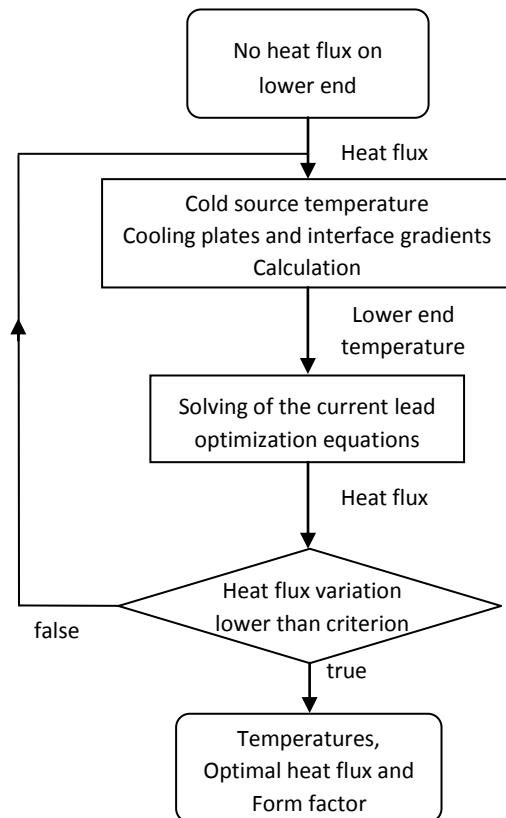 No heat flux on
lower end
Heat flux
Cold source temperature
Cooling plates and interface gradients
Calculation
Lower end
temperature
Solving of the current lead
optimization equations
Heat flux
Heat flux variation
lower than criterion
false
true
Temperatures,
Optimal heat flux and
Form factor